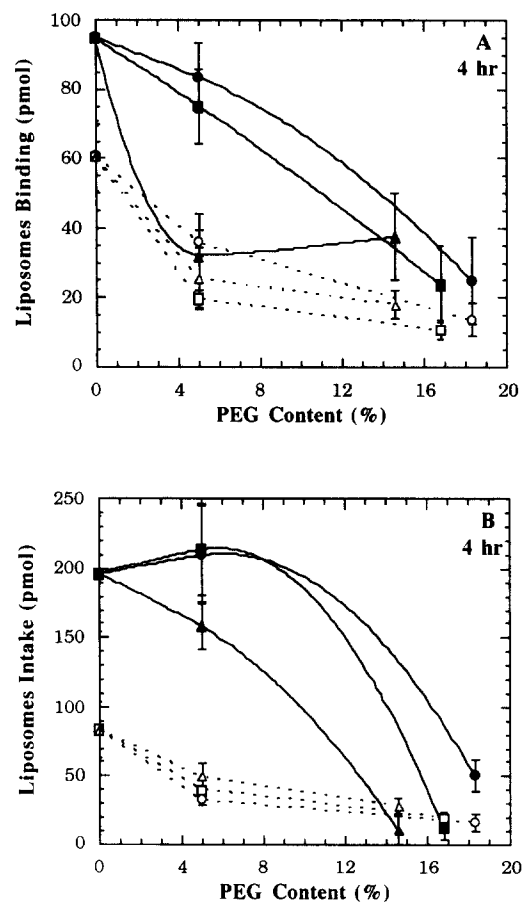 100
80
60
40
20
0
Liposomes Binding (pmol)
A
4 hr
0 4 8 12 16 20
PEG Content (%)
250
200
150
100
50
0
Liposomes Intake (pmol)
B
4 hr
0 4 8 12 16 20
PEG Content (%)